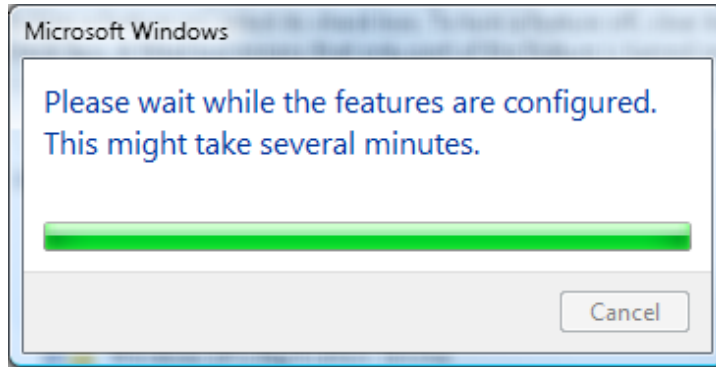 Microsoft Windows
Please wait while the features are configured.
This might take several minutes.
Cancel